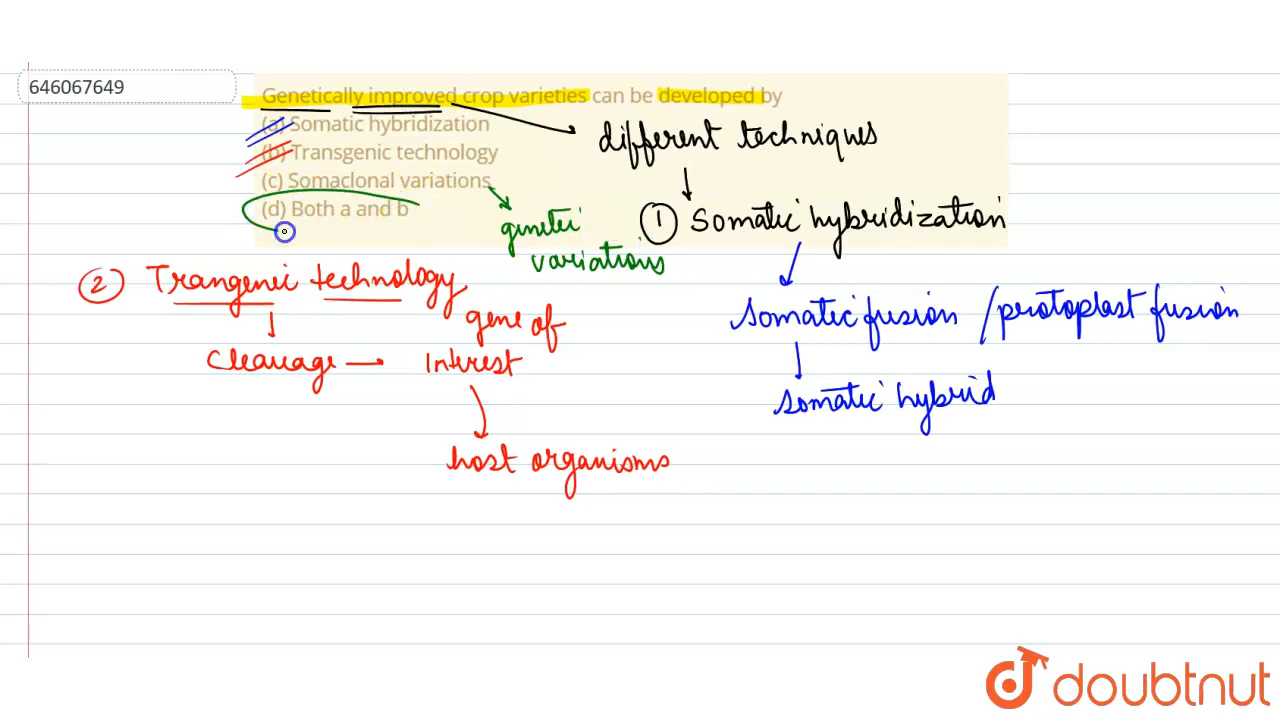 646067649
Genetically improved crop varieties can be developed by
(a) Somatic hybridization
(b) Transgenic technology
(c) Somaclonal variations
(d) Both a and b
different techniques
1 Somatic hybridization
genetic
variations
2 Trangenic technology
gene of
Cleavage → interest
host organisms
somatic fusion / protoplast fusion
somatic hybrid
doubtnut